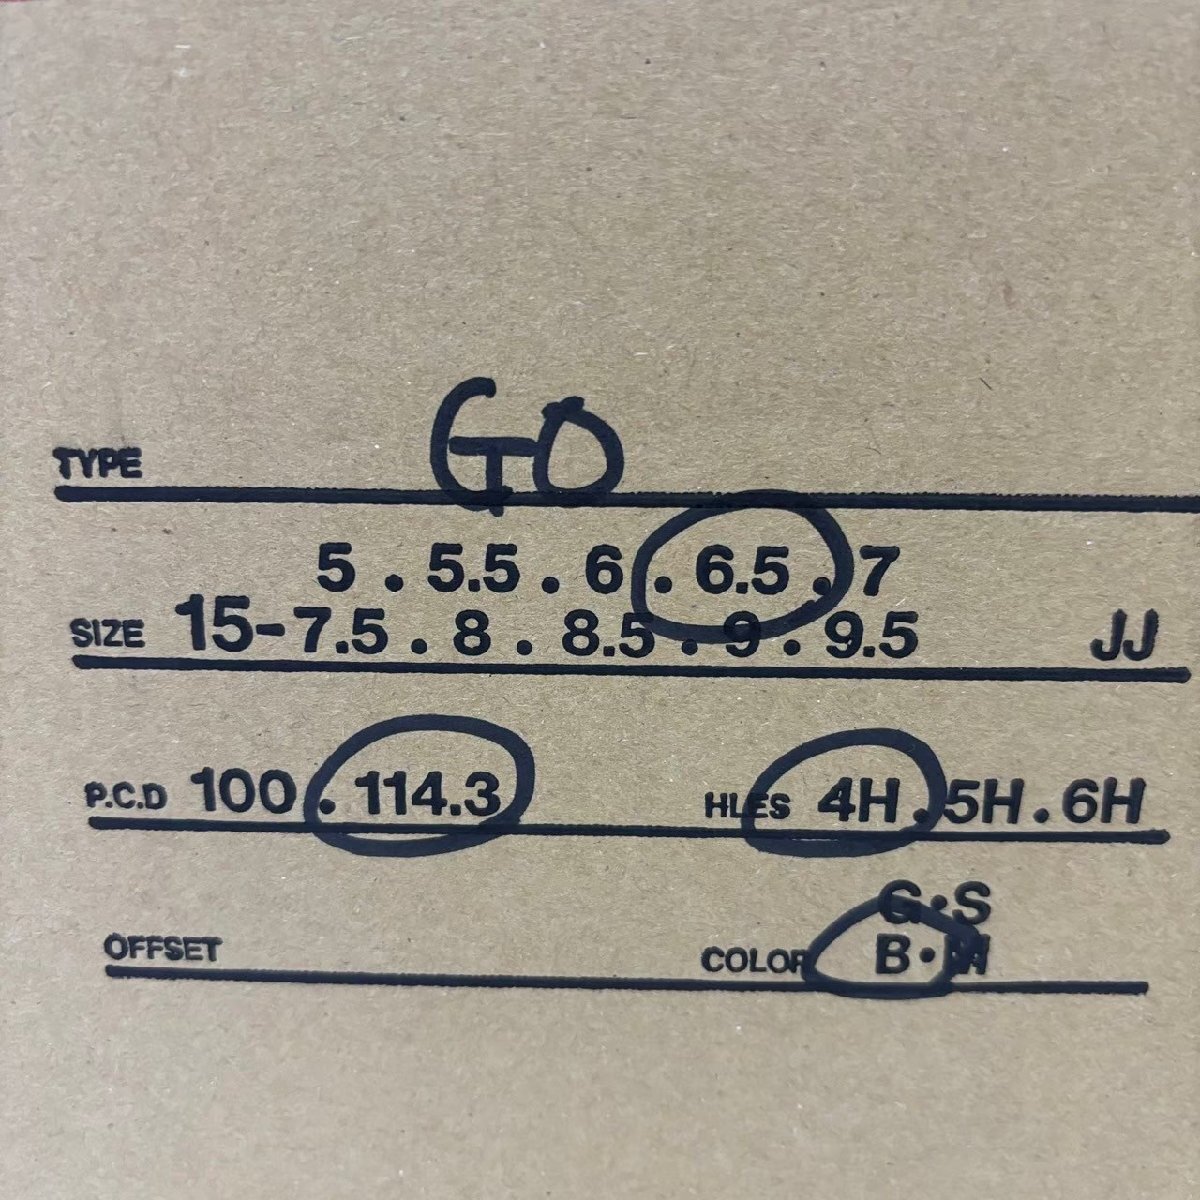 TYPE GO
5 . 5.5 . 6 . 6.5 . 7
SIZE 15-7.5 . 8 . 8.5 . 9 . 9.5 JJ
P.C.D 100 . 114.3 HLES 4H . 5H . 6H
G·S
OFFSET COLOR B·M